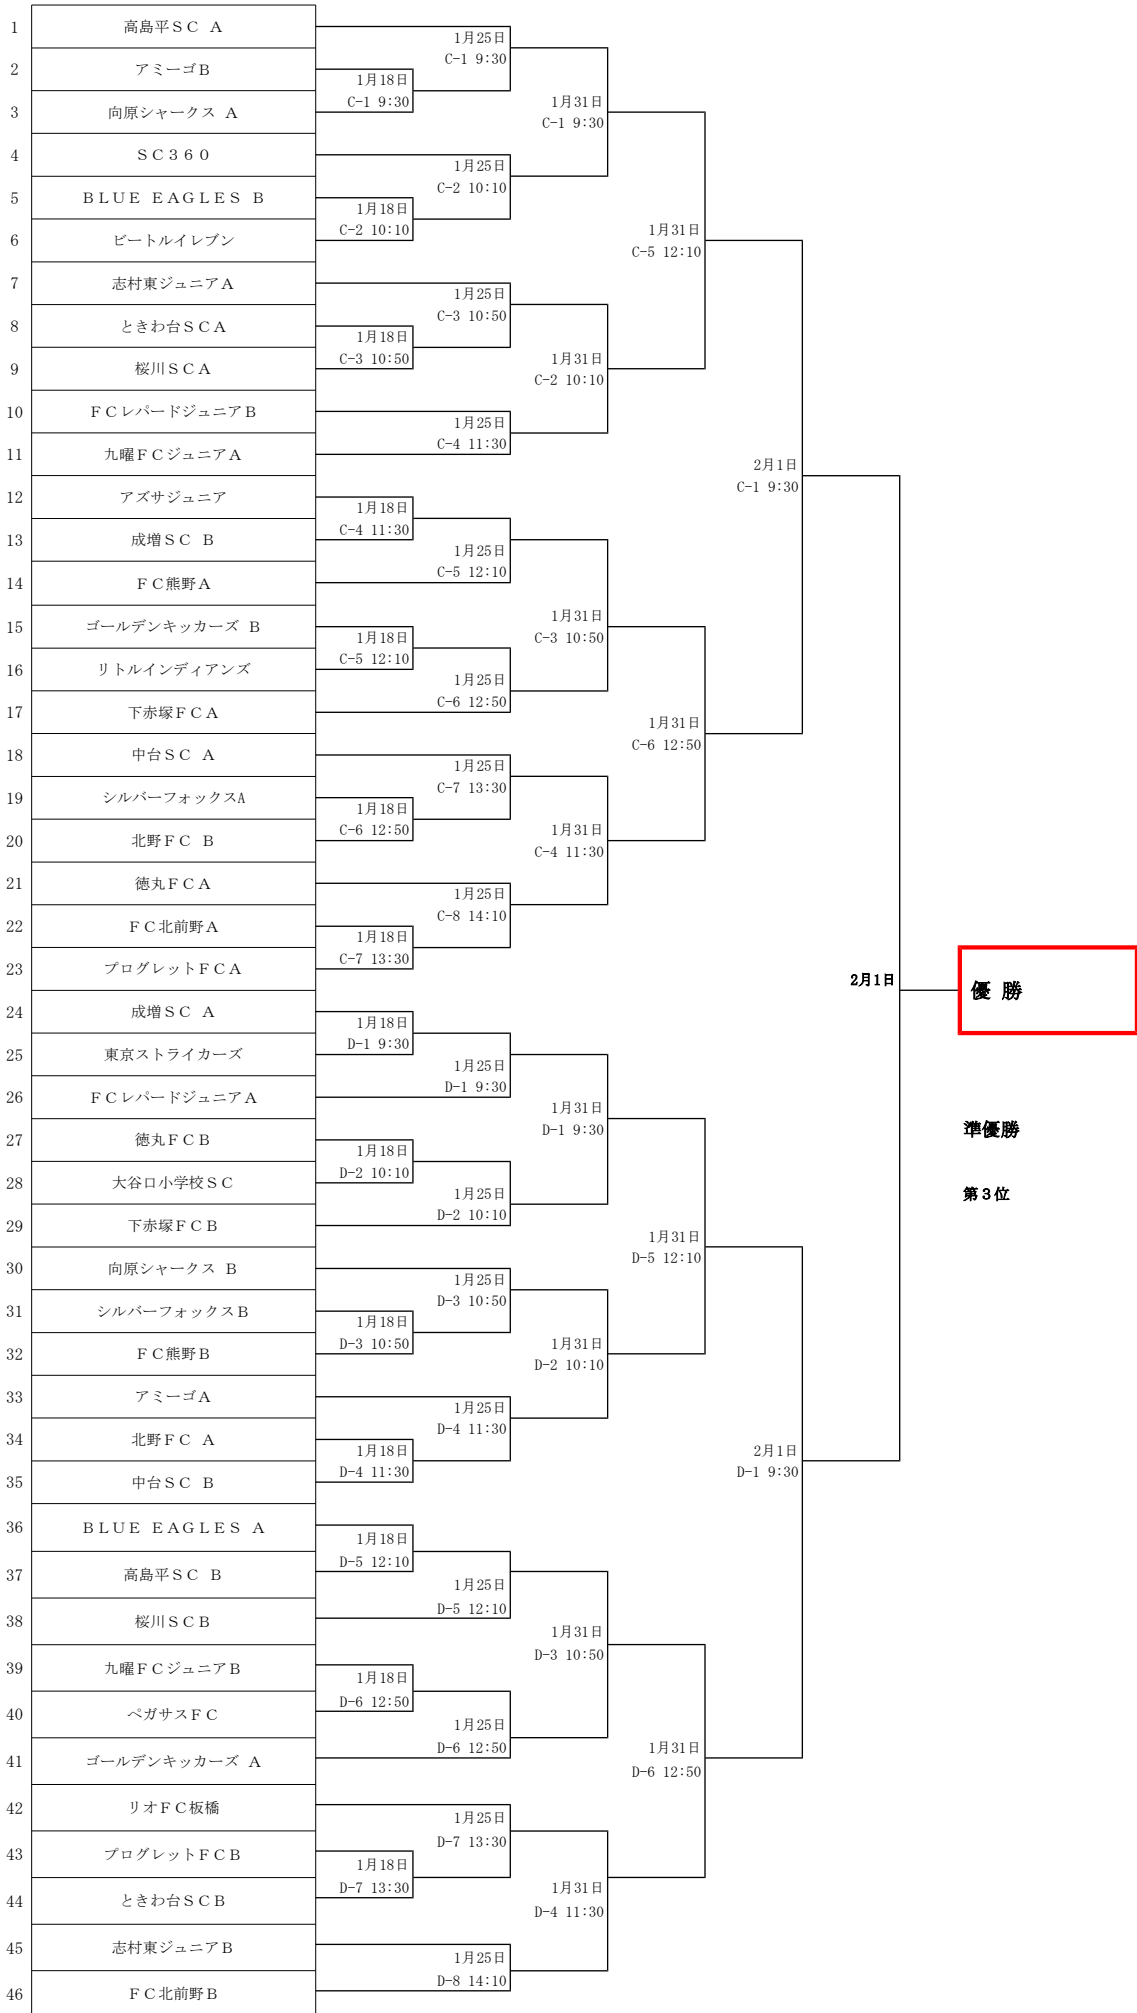 1 高島平ＳＣ Ａ
1月25日
C-1 9:30
2 アミーゴＢ
1月18日
C-1 9:30
3 向原シャークス Ａ
1月31日
C-1 9:30
4 ＳＣ３６０
1月25日
C-2 10:10
5 ＢＬＵＥ ＥＡＧＬＥＳ Ｂ
1月18日
C-2 10:10
6 ビートルイレブン
1月31日
C-5 12:10
7 志村東ジュニアＡ
1月25日
C-3 10:50
8 ときわ台ＳＣＡ
1月18日
C-3 10:50
9 桜川ＳＣＡ
1月31日
C-2 10:10
10 ＦＣレパードジュニアＢ
1月25日
C-4 11:30
11 九曜ＦＣジュニアＡ
2月1日
C-1 9:30
12 アズサジュニア
1月18日
C-4 11:30
13 成増ＳＣ Ｂ
1月25日
C-5 12:10
14 ＦＣ熊野Ａ
1月31日
C-3 10:50
15 ゴールデンキッカーズ Ｂ
1月18日
C-5 12:10
16 リトルインディアンズ
1月25日
C-6 12:50
17 下赤塚ＦＣＡ
1月31日
C-6 12:50
18 中台ＳＣ Ａ
1月25日
C-7 13:30
19 シルバーフォックスA
1月18日
C-6 12:50
20 北野ＦＣ Ｂ
1月31日
C-4 11:30
21 徳丸ＦＣＡ
1月25日
C-8 14:10
22 ＦＣ北前野Ａ
1月18日
C-7 13:30
23 プログレットＦＣＡ
2月1日
優 勝
24 成増ＳＣ Ａ
1月18日
D-1 9:30
25 東京ストライカーズ
1月25日
D-1 9:30
26 ＦＣレパードジュニアＡ
1月31日
D-1 9:30
準優勝
27 徳丸ＦＣＢ
1月18日
D-2 10:10
28 大谷口小学校ＳＣ
1月25日
D-2 10:10
第３位
29 下赤塚ＦＣＢ
1月31日
D-5 12:10
30 向原シャークス Ｂ
1月25日
D-3 10:50
31 シルバーフォックスＢ
1月18日
D-3 10:50
32 ＦＣ熊野Ｂ
1月31日
D-2 10:10
33 アミーゴＡ
1月25日
D-4 11:30
34 北野ＦＣ Ａ
1月18日
D-4 11:30
35 中台ＳＣ Ｂ
2月1日
D-1 9:30
36 ＢＬＵＥ ＥＡＧＬＥＳ Ａ
1月18日
D-5 12:10
37 高島平ＳＣ Ｂ
1月25日
D-5 12:10
38 桜川ＳＣＢ
1月31日
D-3 10:50
39 九曜ＦＣジュニアＢ
1月18日
D-6 12:50
40 ペガサスＦＣ
1月25日
D-6 12:50
41 ゴールデンキッカーズ Ａ
1月31日
D-6 12:50
42 リオＦＣ板橋
1月25日
D-7 13:30
43 プログレットＦＣＢ
1月18日
D-7 13:30
44 ときわ台ＳＣＢ
1月31日
D-4 11:30
45 志村東ジュニアＢ
1月25日
D-8 14:10
46 ＦＣ北前野Ｂ